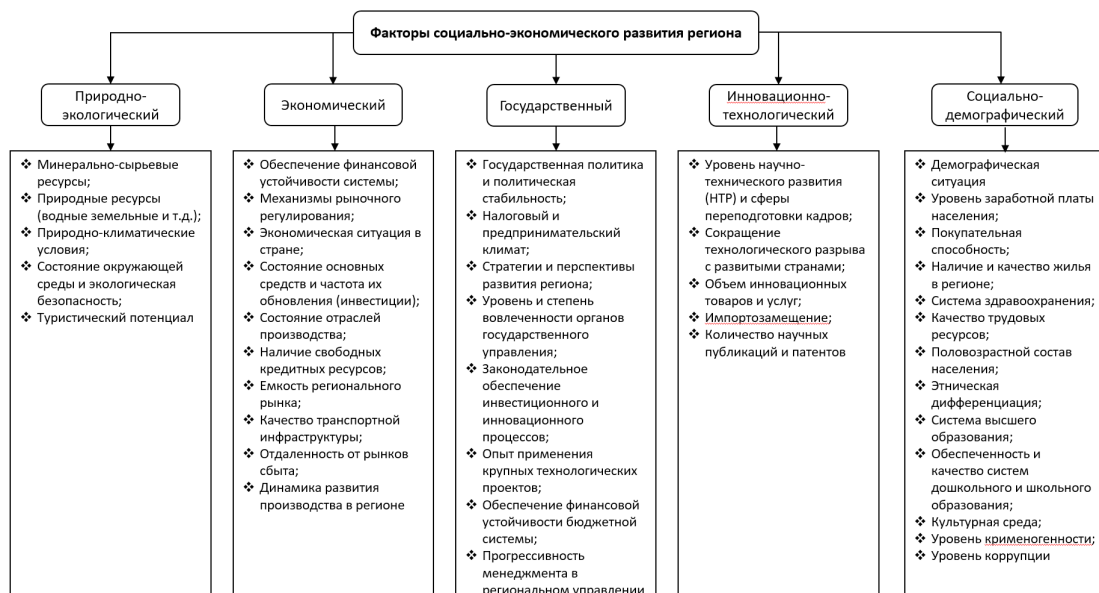 Факторы социально-экономического развития региона
Природно-
экологический
Экономический
Государственный
Инновационно-
технологический
Социально-
демографический
❖ Минерально-сырьевые
ресурсы;
❖ Природные ресурсы
(водные земельные и т.д.);
❖ Природно-климатические
условия;
❖ Состояние окружающей
среды и экологическая
безопасность;
❖ Туристический потенциал
❖ Обеспечение финансовой
устойчивости системы;
❖ Механизмы рыночного
регулирования;
❖ Экономическая ситуация в
стране;
❖ Состояние основных
средств и частота их
обновления (инвестиции);
❖ Состояние отраслей
производства;
❖ Наличие свободных
кредитных ресурсов;
❖ Емкость регионального
рынка;
❖ Качество транспортной
инфраструктуры;
❖ Отдаленность от рынков
сбыта;
❖ Динамика развития
производства в регионе
❖ Государственная политика
и политическая
стабильность;
❖ Налоговый и
предпринимательский
климат;
❖ Стратегии и перспективы
развития региона;
❖ Уровень и степень
вовлеченности органов
государственного
управления;
❖ Законодательное
обеспечение
инвестиционного и
инновационного
процессов;
❖ Опыт применения
крупных технологических
проектов;
❖ Обеспечение финансовой
устойчивости бюджетной
системы;
❖ Прогрессивность
менеджмента в
региональном управлении
❖ Уровень научно-
технического развития
(НТР) и сферы
переподготовки кадров;
❖ Сокращение
технологического разрыва
с развитыми странами;
❖ Объем инновационных
товаров и услуг;
❖ Импортозамещение;
❖ Количество научных
публикаций и патентов
❖ Демографическая
ситуация
❖ Уровень заработной платы
населения;
❖ Покупательная
способность;
❖ Наличие и качество жилья
в регионе;
❖ Система здравоохранения;
❖ Качество трудовых
ресурсов;
❖ Половозрастной состав
населения;
❖ Этническая
дифференциация;
❖ Система высшего
образования;
❖ Обеспеченность и
качество систем
дошкольного и школьного
образования;
❖ Культурная среда;
❖ Уровень крименогенности;
❖ Уровень коррупции